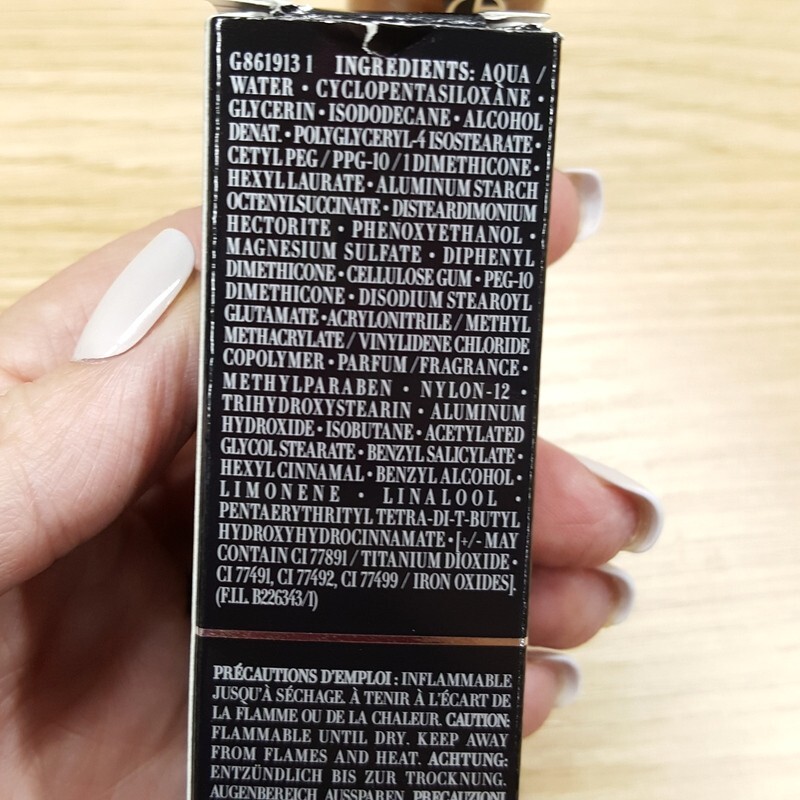 G861913 1 INGREDIENTS: AQUA /
WATER • CYCLOPENTASILOXANE •
GLYCERIN • ISODODECANE • ALCOHOL
DENAT. • POLYGLYCERYL-4 ISOSTEARATE •
CETYL PEG / PPG-10 / 1 DIMETHICONE •
HEXYL LAURATE • ALUMINUM STARCH
OCTENYLSUCCINATE • DISTEARDIMONIUM
HECTORITE • PHENOXYETHANOL •
MAGNESIUM SULFATE • DIPHENYL
DIMETHICONE • CELLULOSE GUM • PEG-10
DIMETHICONE • DISODIUM STEAROYL
GLUTAMATE • ACRYLONITRILE / METHYL
METHACRYLATE / VINYLIDENE CHLORIDE
COPOLYMER • PARFUM / FRAGRANCE •
METHYLPARABEN • NYLON-12 •
TRIHYDROXYSTEARIN • ALUMINUM
HYDROXIDE • ISOBUTANE • ACETYLATED
GLYCOL STEARATE • BENZYL SALICYLATE •
HEXYL CINNAMAL • BENZYL ALCOHOL •
LIMONENE • LINALOOL •
PENTAERYTHRITYL TETRA-DI-T-BUTYL
HYDROXYHYDROCINNAMATE • [+/- MAY
CONTAIN CI 77891 / TITANIUM DIOXIDE •
CI 77491, CI 77492, CI 77499 / IRON OXIDES].
(F.I.L. B226343/1)
PRÉCAUTIONS D'EMPLOI : INFLAMMABLE
JUSQU'À SÉCHAGE. À TENIR À L'ÉCART DE
LA FLAMME OU DE LA CHALEUR. CAUTION:
FLAMMABLE UNTIL DRY. KEEP AWAY
FROM FLAMES AND HEAT. ACHTUNG:
ENTZÜNDLICH BIS ZUR TROCKNUNG.
AUGENBEREICH AUSSPAREN. PRECAUZIONI